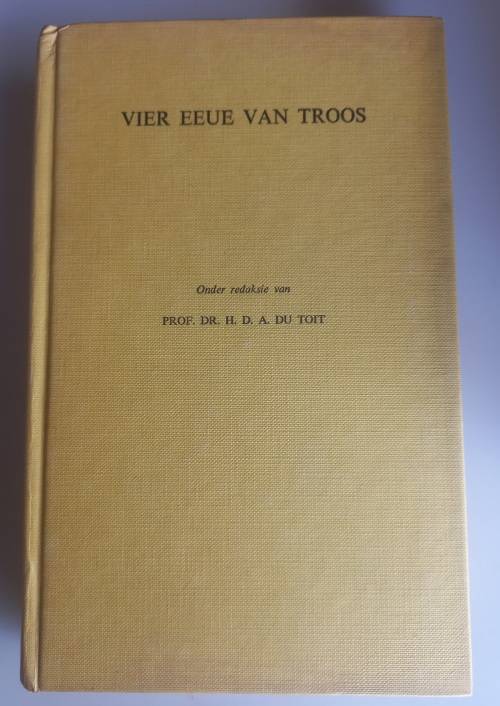 VIER EEUE VAN TROOS
Onder redaksie van
PROF. DR. H. D. A. DU TOIT